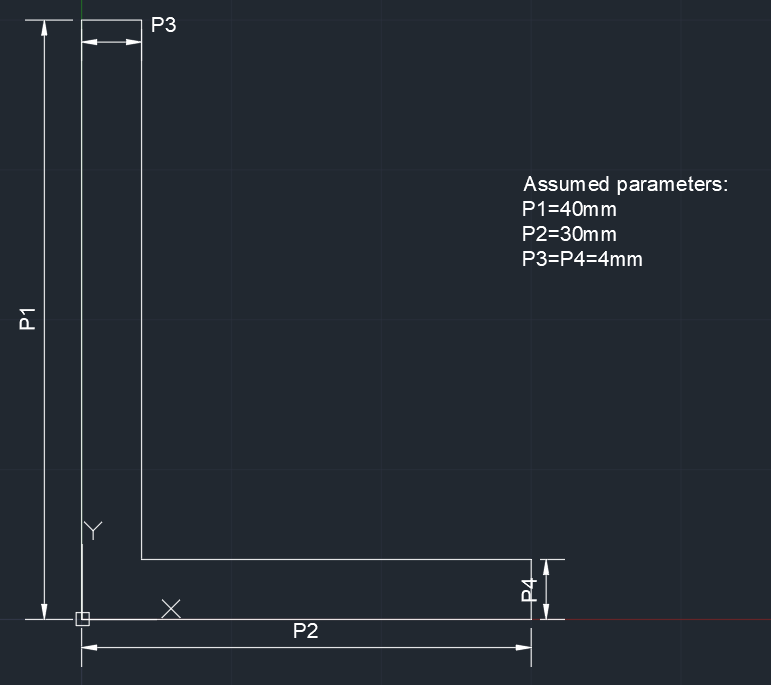 P3
Assumed parameters:
P1=40mm
P2=30mm
P3=P4=4mm
P1
Y
P4
X
P2